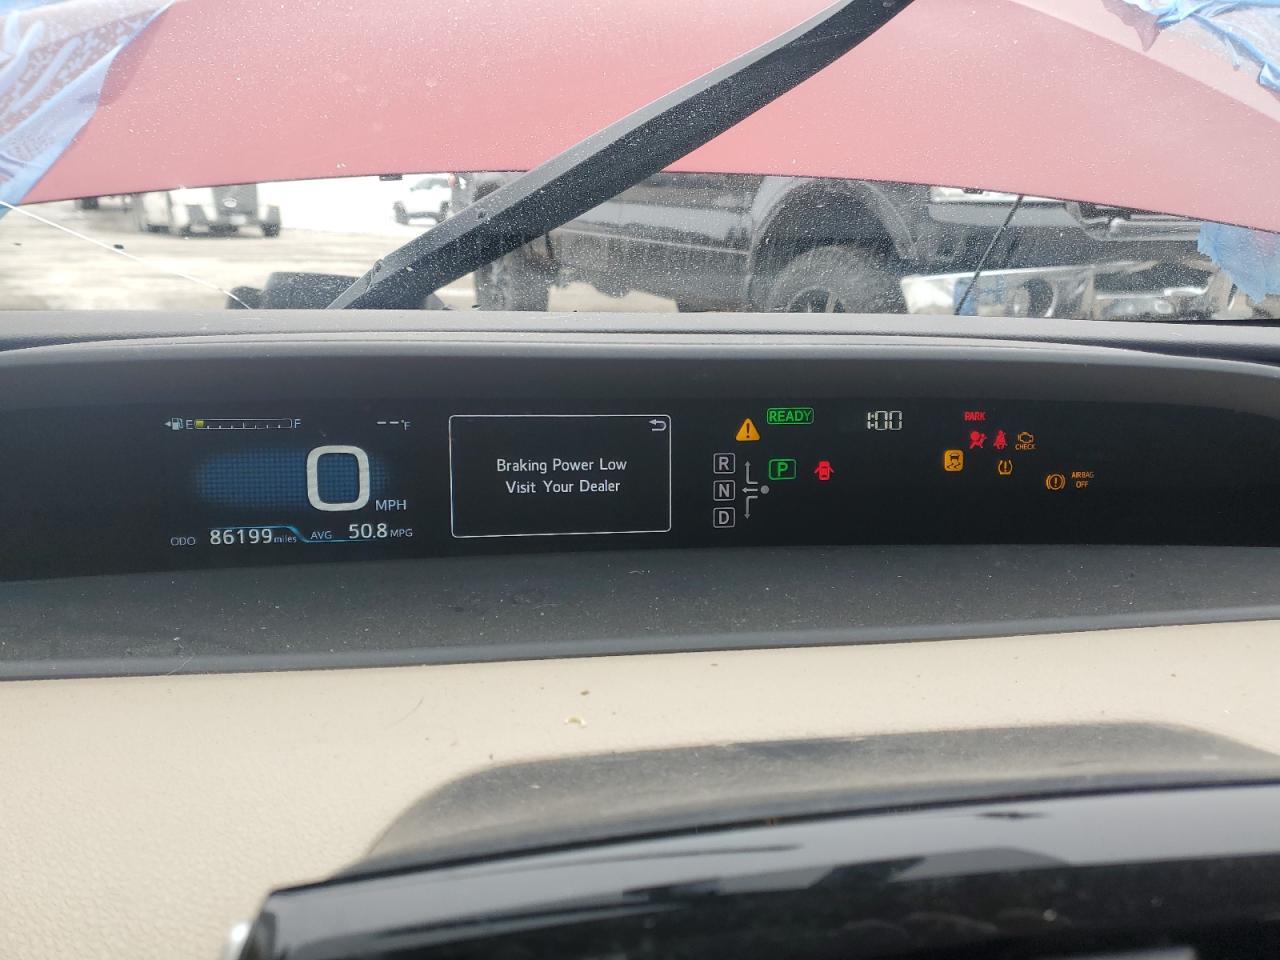 E F
--°F
0 MPH
ODO 86199 miles AVG 50.8 MPG
Braking Power Low
Visit Your Dealer
READY
R
N
D
P
1:00
PARK
CHECK
AIRBAG
OFF